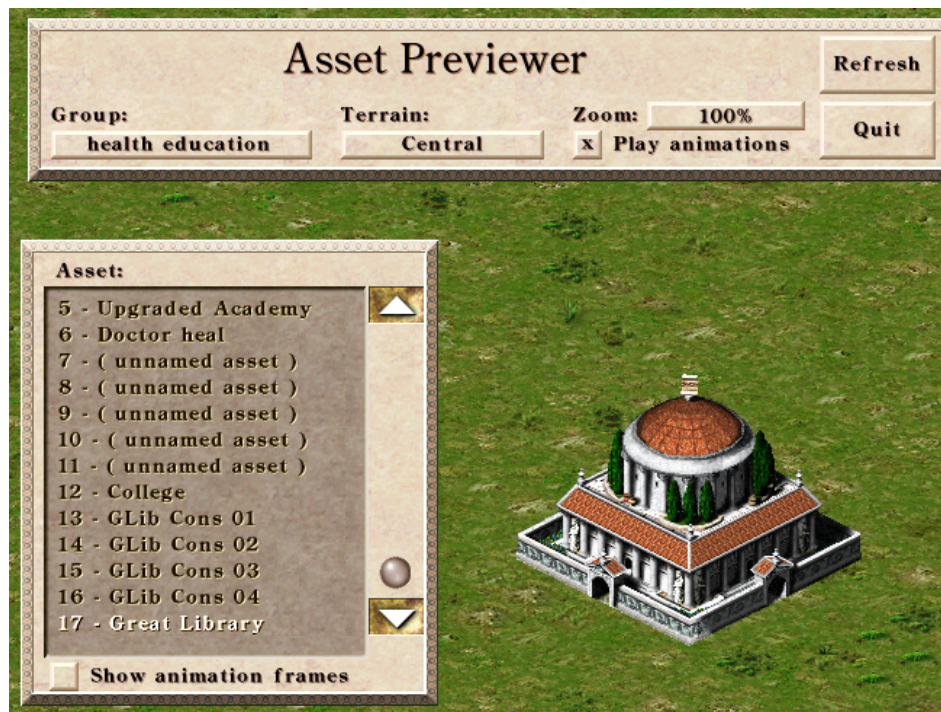 Asset Previewer
Refresh
Group:
Terrain:
Zoom: 100%
health education
Central
x Play animations
Quit
Asset:
5 - Upgraded Academy
6 - Doctor heal
7 - ( unnamed asset )
8 - ( unnamed asset )
9 - ( unnamed asset )
10 - ( unnamed asset )
11 - ( unnamed asset )
12 - College
13 - GLib Cons 01
14 - GLib Cons 02
15 - GLib Cons 03
16 - GLib Cons 04
17 - Great Library
Show animation frames